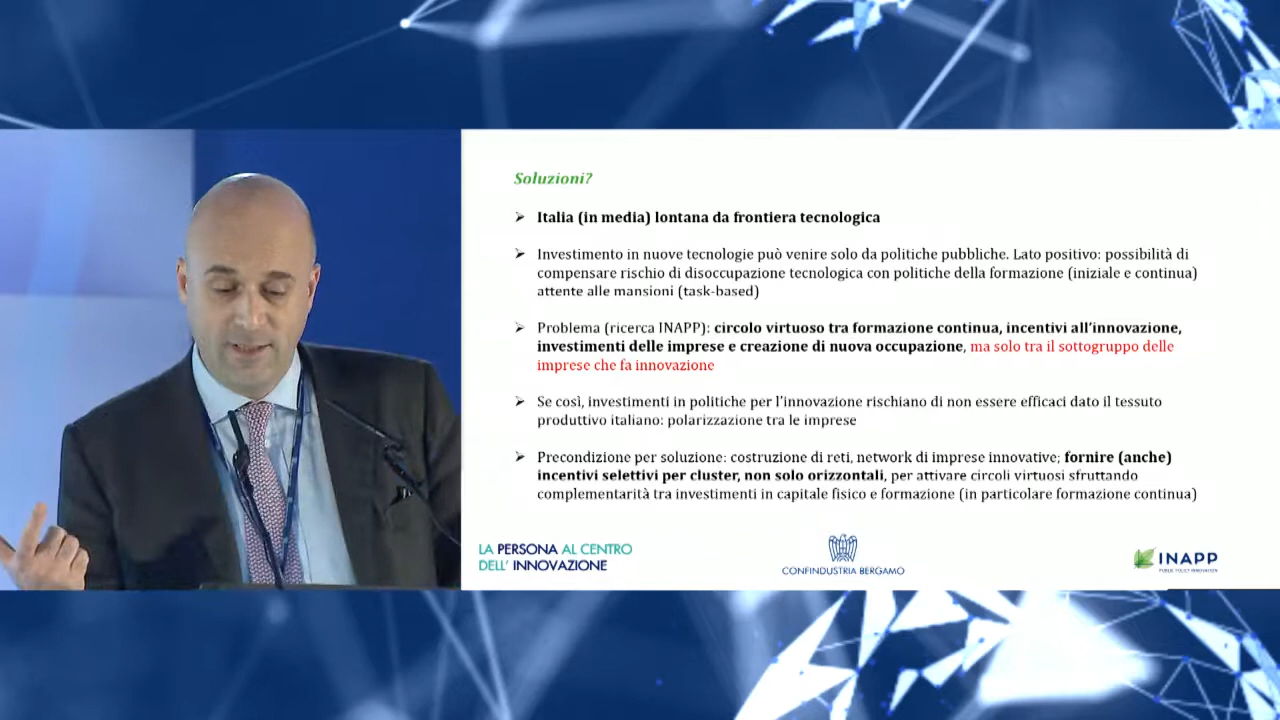 Soluzioni?
➢ Italia (in media) lontana da frontiera tecnologica
➢ Investimento in nuove tecnologie può venire solo da politiche pubbliche. Lato positivo: possibilità di
compensare rischio di disoccupazione tecnologica con politiche della formazione (iniziale e continua)
attente alle mansioni (task-based)
➢ Problema (ricerca INAPP): circolo virtuoso tra formazione continua, incentivi all'innovazione,
investimenti delle imprese e creazione di nuova occupazione, ma solo tra il sottogruppo delle
imprese che fa innovazione
➢ Se così, investimenti in politiche per l'innovazione rischiano di non essere efficaci dato il tessuto
produttivo italiano: polarizzazione tra le imprese
➢ Precondizione per soluzione: costruzione di reti, network di imprese innovative; fornire (anche)
incentivi selettivi per cluster, non solo orizzontali, per attivare circoli virtuosi sfruttando
complementarità tra investimenti in capitale fisico e formazione (in particolare formazione continua)
LA PERSONA AL CENTRO
DELL' INNOVAZIONE
CONFINDUSTRIA BERGAMO
INAPP
PUBLIC POLICY INNOVATION